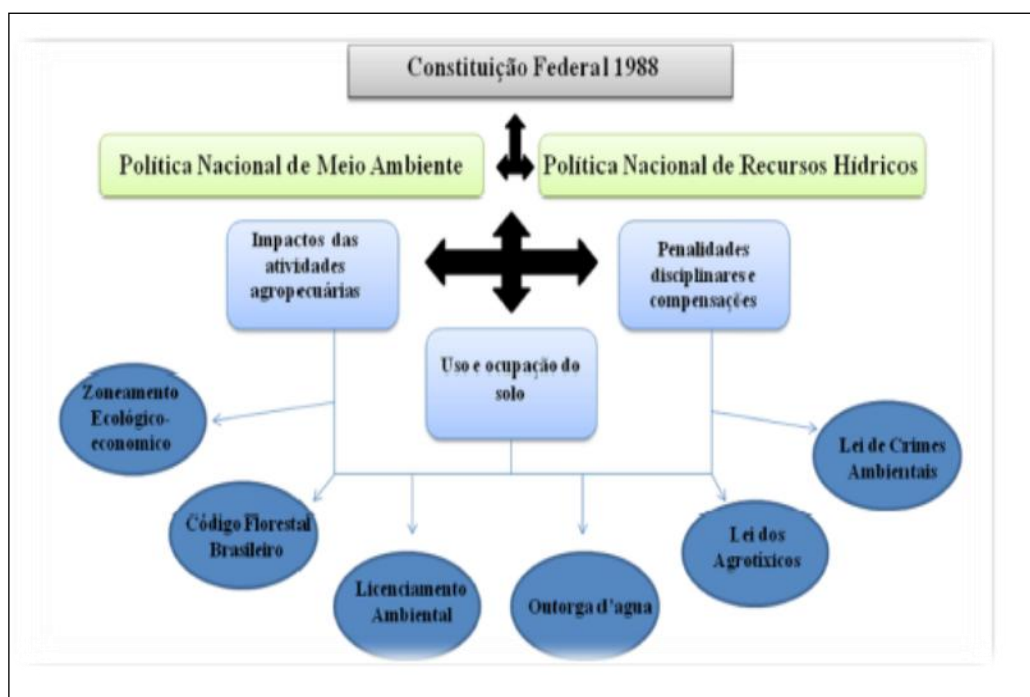 Constituição Federal 1988
Política Nacional de Meio Ambiente
Política Nacional de Recursos Hídricos
Impactos das
atividades
agropecuárias
Penalidades
disciplinares e
compensações
Uso e ocupação do
solo
Zoneamento
Ecológico-
economico
Lei de Crimes
Ambientais
Código Florestal
Brasileiro
Lei dos
Agrotíxicos
Licenciamento
Ambiental
Outorga d'agua